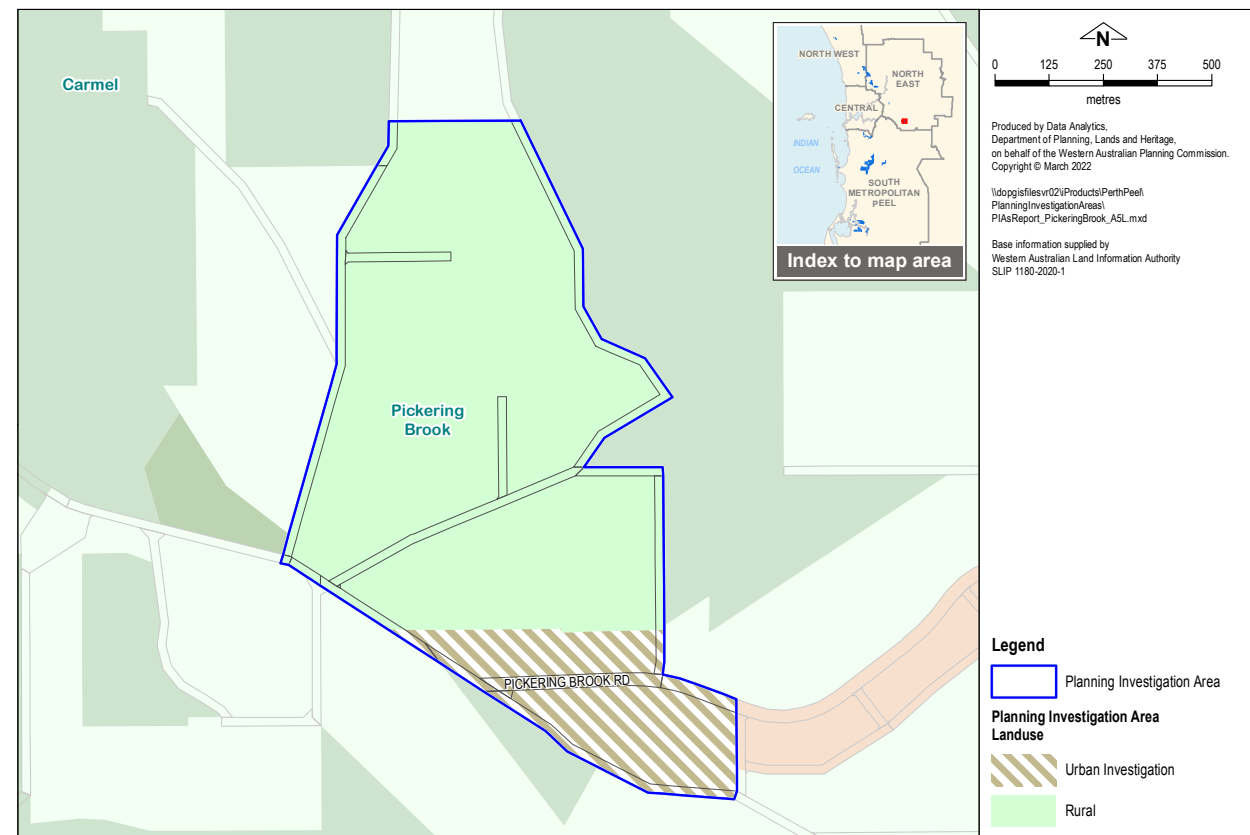 Carmel
Pickering
Brook
PICKERING BROOK RD
NORTH WEST
NORTH
EAST
CENTRAL
INDIAN
OCEAN
SOUTH
METROPOLITAN
PEEL
Index to map area
N
0 125 250 375 500
metres
Produced by Data Analytics,
Department of Planning, Lands and Heritage,
on behalf of the Western Australian Planning Commission.
Copyright © March 2022
\\dopgisfilesvr02\iProducts\PerthPeel\
PlanningInvestigationAreas\
PIAsReport_PickeringBrook_A5L.mxd
Base information supplied by
Western Australian Land Information Authority
SLIP 1180-2020-1
Legend
Planning Investigation Area
Planning Investigation Area
Landuse
Urban Investigation
Rural